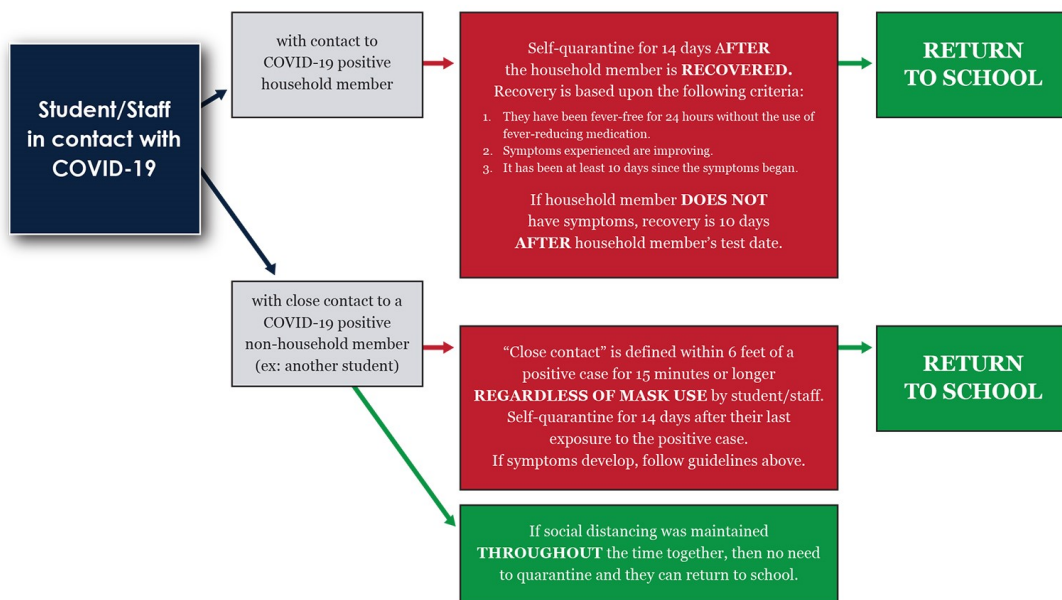 Student/Staff
in contact with
COVID-19
with contact to
COVID-19 positive
household member
Self-quarantine for 14 days AFTER
the household member is RECOVERED.
Recovery is based upon the following criteria:
1. They have been fever-free for 24 hours without the use of
fever-reducing medication.
2. Symptoms experienced are improving.
3. It has been at least 10 days since the symptoms began.
If household member DOES NOT
have symptoms, recovery is 10 days
AFTER household member's test date.
RETURN
TO SCHOOL
with close contact to a
COVID-19 positive
non-household member
(ex: another student)
“Close contact” is defined within 6 feet of a
positive case for 15 minutes or longer
REGARDLESS OF MASK USE by student/staff.
Self-quarantine for 14 days after their last
exposure to the positive case.
If symptoms develop, follow guidelines above.
RETURN
TO SCHOOL
If social distancing was maintained
THROUGHOUT the time together, then no need
to quarantine and they can return to school.